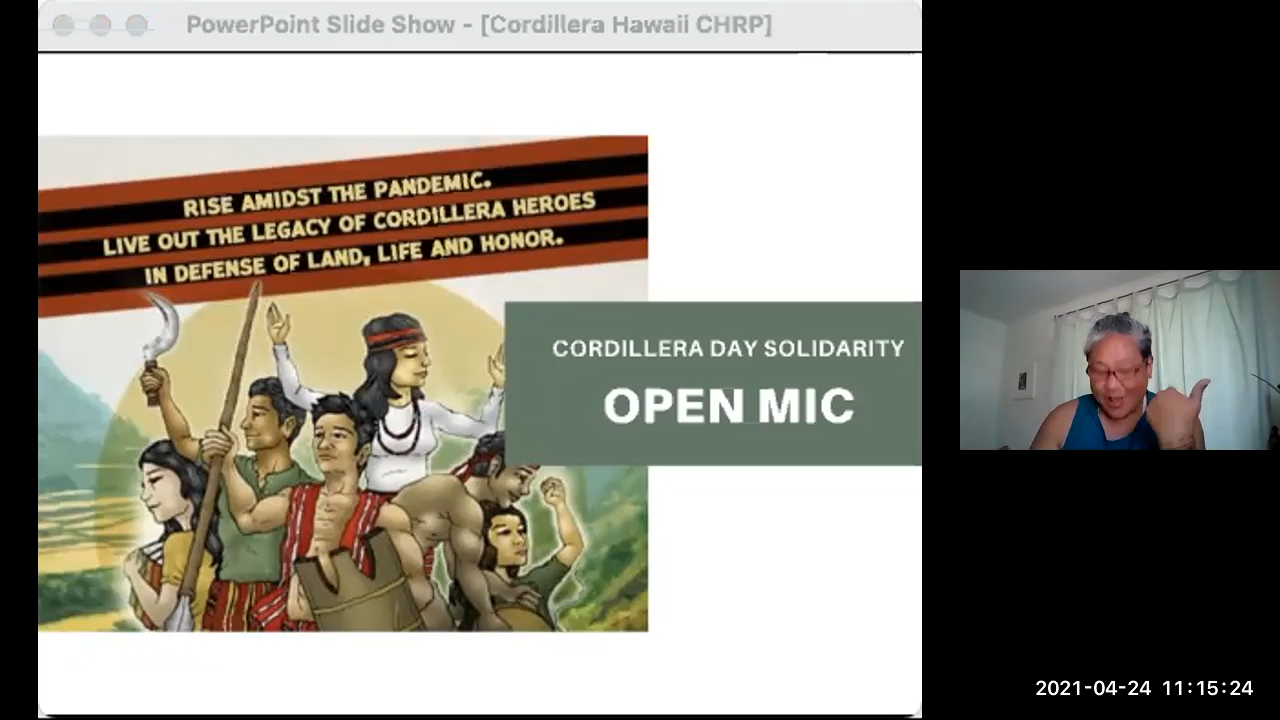 PowerPoint Slide Show - [Cordillera Hawaii CHRP]
RISE AMIDST THE PANDEMIC.
LIVE OUT THE LEGACY OF CORDILLERA HEROES
IN DEFENSE OF LAND, LIFE AND HONOR.
CORDILLERA DAY SOLIDARITY
OPEN MIC
2021-04-24 11:15:24